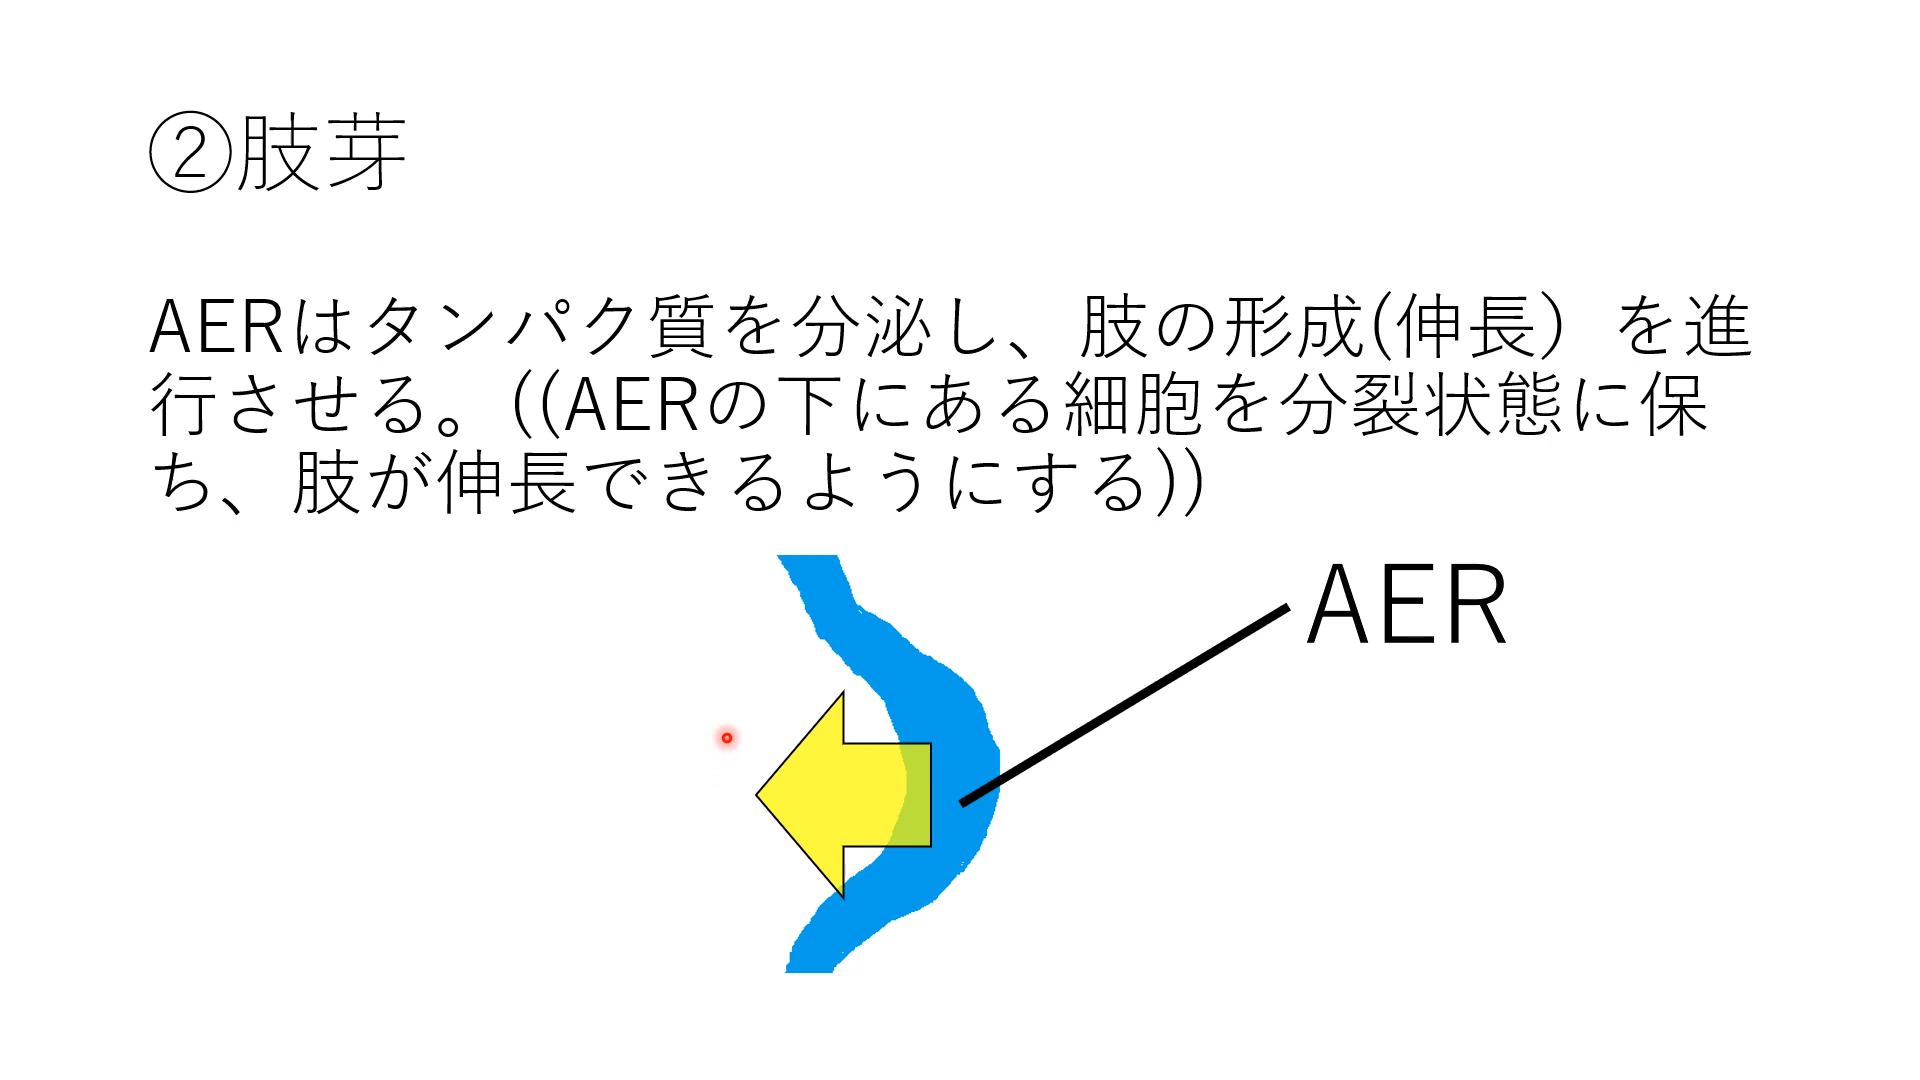 ②肢芽
AERはタンパク質を分泌し、肢の形成(伸長）を進
行させる。((AERの下にある細胞を分裂状態に保
ち、肢が伸長できるようにする))
AER